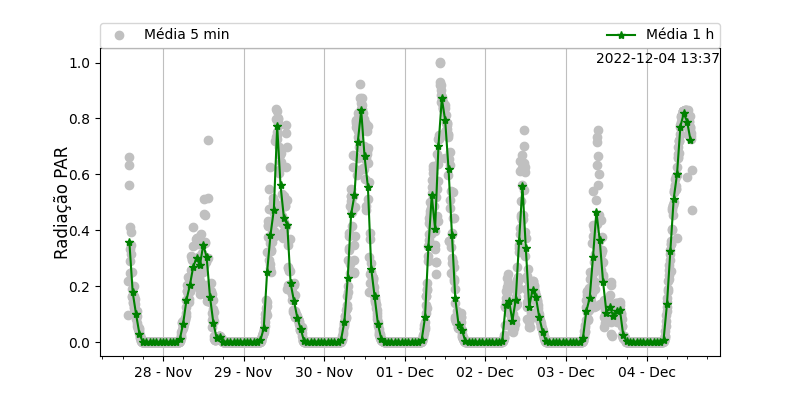 Média 5 min
Média 1 h
2022-12-04 13:37
1.0
0.8
0.6
0.4
0.2
0.0
Radiação PAR
28 - Nov
29 - Nov
30 - Nov
01 - Dec
02 - Dec
03 - Dec
04 - Dec